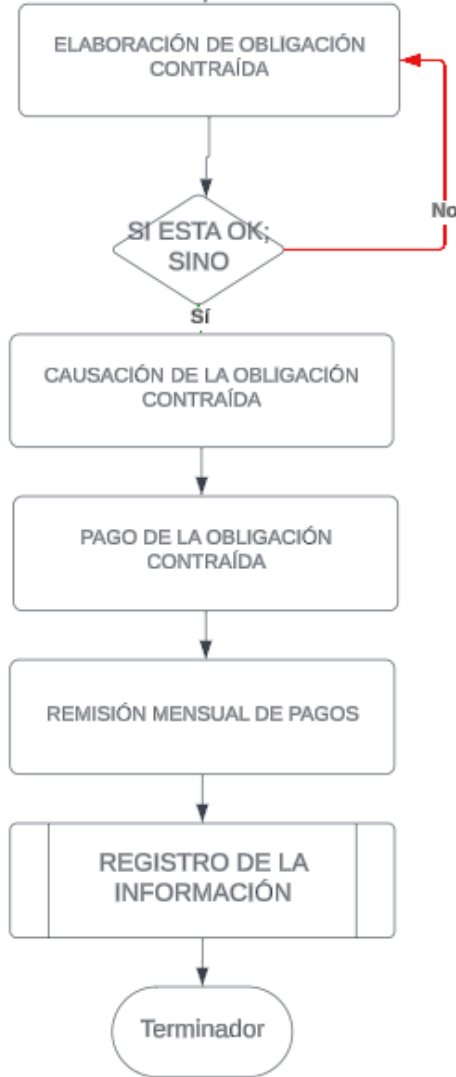 ELABORACIÓN DE OBLIGACIÓN
CONTRAÍDA
SI ESTA OK;
SINO
No
Sí
CAUSACIÓN DE LA OBLIGACIÓN
CONTRAÍDA
PAGO DE LA OBLIGACIÓN
CONTRAÍDA
REMISIÓN MENSUAL DE PAGOS
REGISTRO DE LA
INFORMACIÓN
Terminador